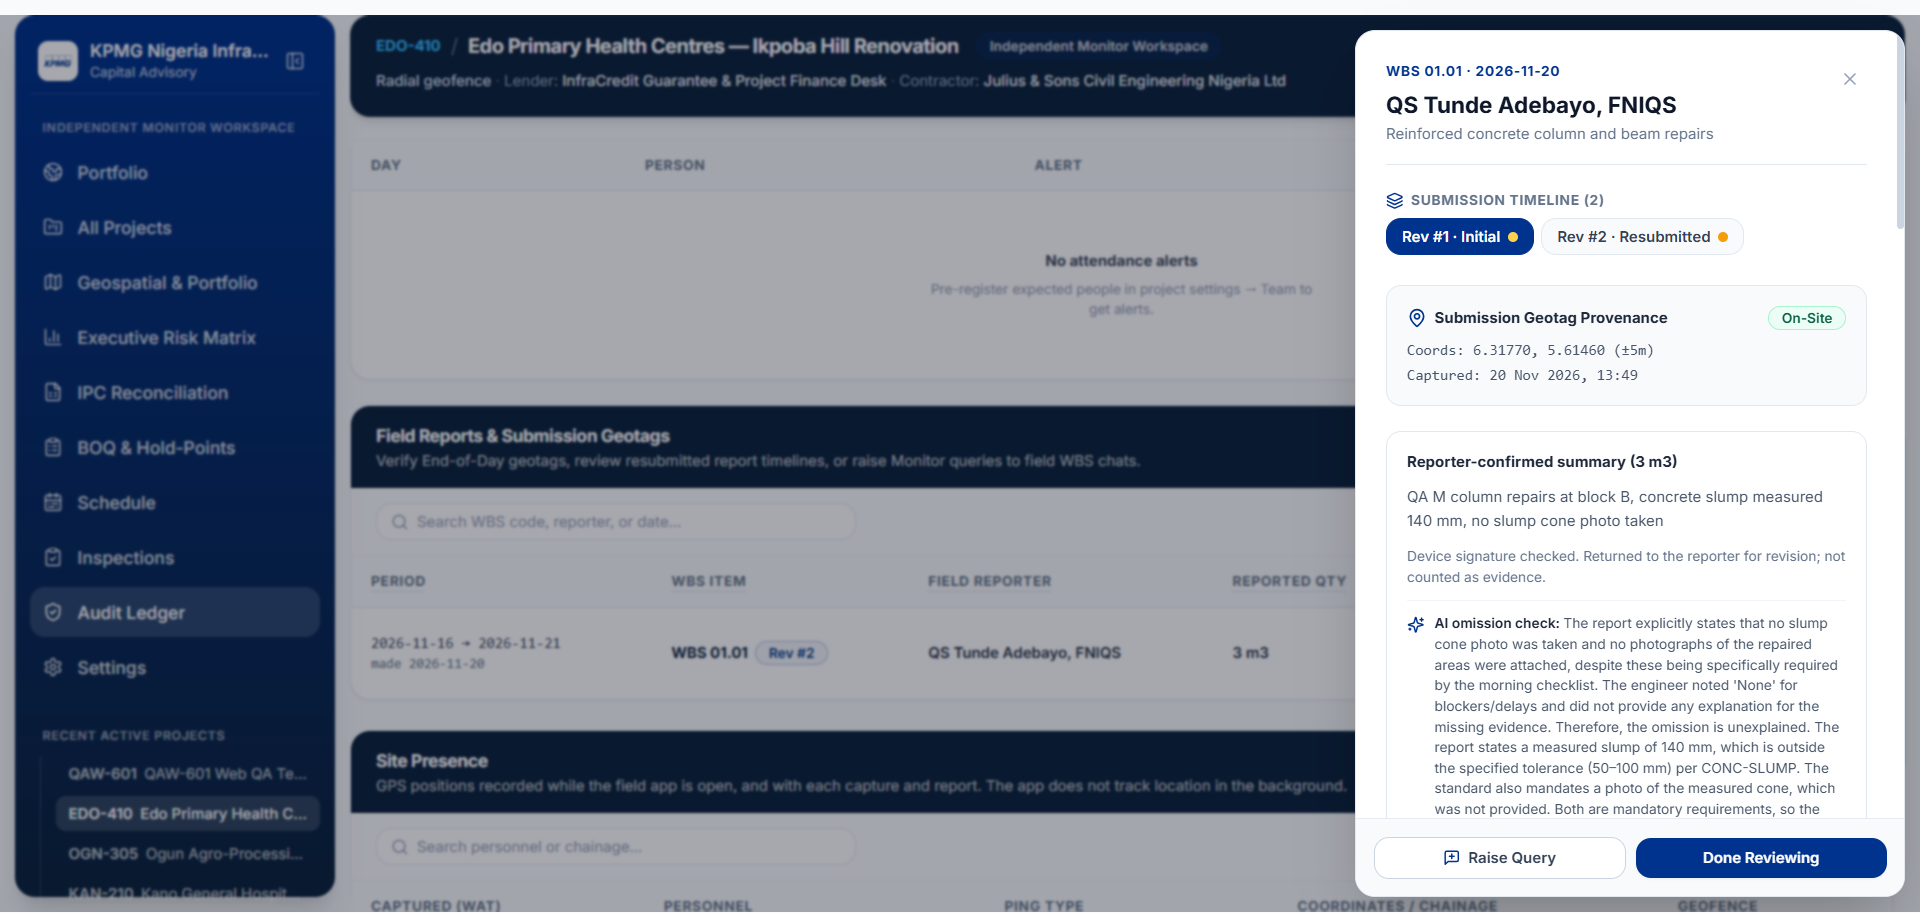 KPMG Nigeria Infra...
Capital Advisory
INDEPENDENT MONITOR WORKSPACE
Portfolio
All Projects
Geospatial & Portfolio
Executive Risk Matrix
IPC Reconciliation
BOQ & Hold-Points
Schedule
Inspections
Audit Ledger
Settings
RECENT ACTIVE PROJECTS
QAW-601 QAW-601 Web QA Te...
EDO-410 Edo Primary Health C...
OGN-305 Ogun Agro-Processi...
KAN-210 Kano General Hospit...
EDO-410 / Edo Primary Health Centres — Ikpoba Hill Renovation Independent Monitor Workspace
Radial geofence · Lender: InfraCredit Guarantee & Project Finance Desk · Contractor: Julius & Sons Civil Engineering Nigeria Ltd
DAY PERSON ALERT
No attendance alerts
Pre-register expected people in project settings → Team to
get alerts.
Field Reports & Submission Geotags
Verify End-of-Day geotags, review resubmitted report timelines, or raise Monitor queries to field WBS chats.
Search WBS code, reporter, or date...
PERIOD WBS ITEM FIELD REPORTER REPORTED QTY
2026-11-16 → 2026-11-21
made 2026-11-20
WBS 01.01 Rev #2 QS Tunde Adebayo, FNIQS 3 m3
Site Presence
GPS positions recorded while the field app is open, and with each capture and report. The app does not track location in the background.
Search personnel or chainage...
CAPTURED (WAT) PERSONNEL PING TYPE COORDINATES / CHAINAGE GEOFENCE
WBS 01.01 · 2026-11-20
QS Tunde Adebayo, FNIQS
Reinforced concrete column and beam repairs
SUBMISSION TIMELINE (2)
Rev #1 · Initial Rev #2 · Resubmitted
Submission Geotag Provenance On-Site
Coords: 6.31770, 5.61460 (±5m)
Captured: 20 Nov 2026, 13:49
Reporter-confirmed summary (3 m3)
QA M column repairs at block B, concrete slump measured
140 mm, no slump cone photo taken
Device signature checked. Returned to the reporter for revision; not
counted as evidence.
AI omission check: The report explicitly states that no slump
cone photo was taken and no photographs of the repaired
areas were attached, despite these being specifically required
by the morning checklist. The engineer noted 'None' for
blockers/delays and did not provide any explanation for the
missing evidence. Therefore, the omission is unexplained. The
report states a measured slump of 140 mm, which is outside
the specified tolerance (50–100 mm) per CONC-SLUMP. The
standard also mandates a photo of the measured cone, which
was not provided. Both are mandatory requirements, so the
Raise Query Done Reviewing